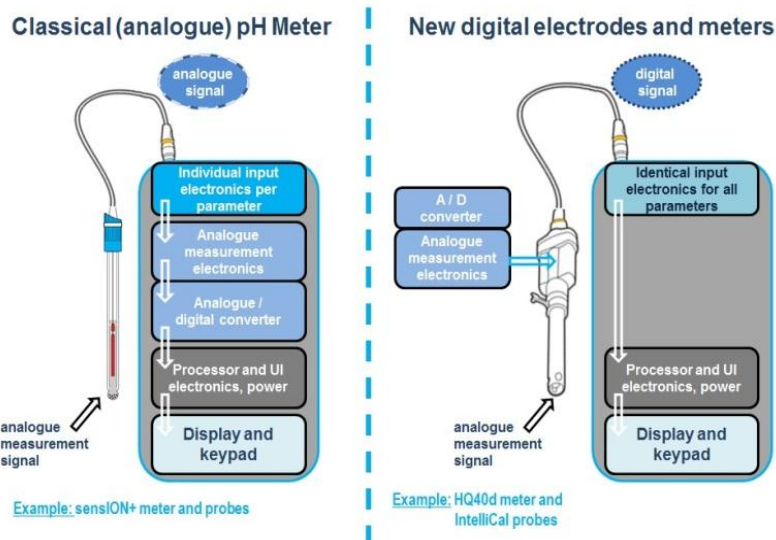 Classical (analogue) pH Meter
analogue
signal
Individual input
electronics per
parameter
Analogue
measurement
electronics
Analogue /
digital converter
Processor and UI
electronics, power
Display and
keypad
analogue
measurement
signal
Example: sensION+ meter and probes
New digital electrodes and meters
digital
signal
A / D
converter
Analogue
measurement
electronics
Identical input
electronics for all
parameters
Processor and UI
electronics, power
Display and
keypad
analogue
measurement signal
Example: HQ40d meter and
IntelliCal probes